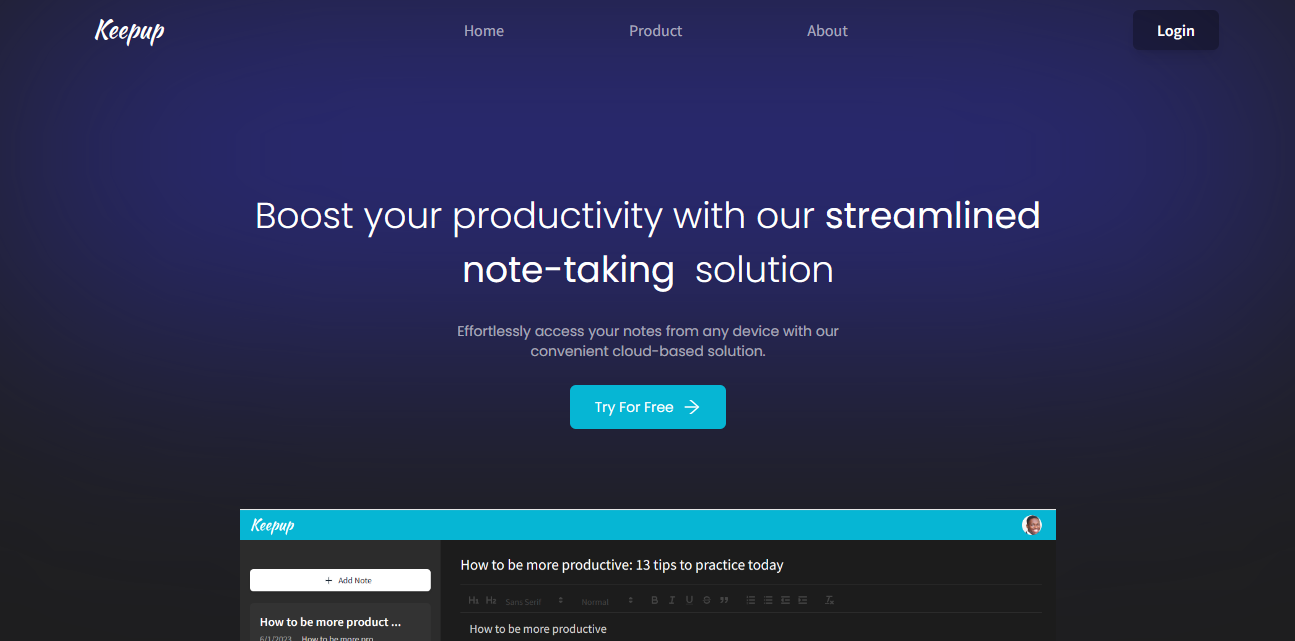 Keepup
Home
Product
About
Login
Boost your productivity with our streamlined
note-taking solution
Effortlessly access your notes from any device with our
convenient cloud-based solution.
Try For Free
Keepup
+ Add Note
How to be more productive: 13 tips to practice today
H1 H2 Sans Serif Normal B I U S
How to be more product ...
6/1/2023 How to be more pro...
How to be more productive